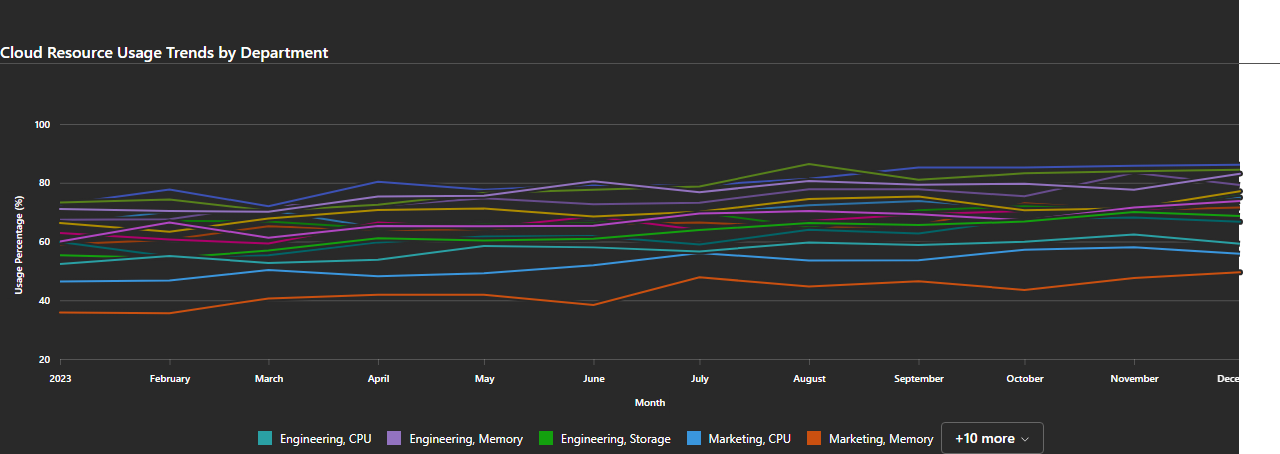 Cloud Resource Usage Trends by Department
Usage Percentage (%)
100
80
60
40
20
2023 February March April May June July August September October November Dece
Month
Engineering, CPU Engineering, Memory Engineering, Storage Marketing, CPU Marketing, Memory +10 more